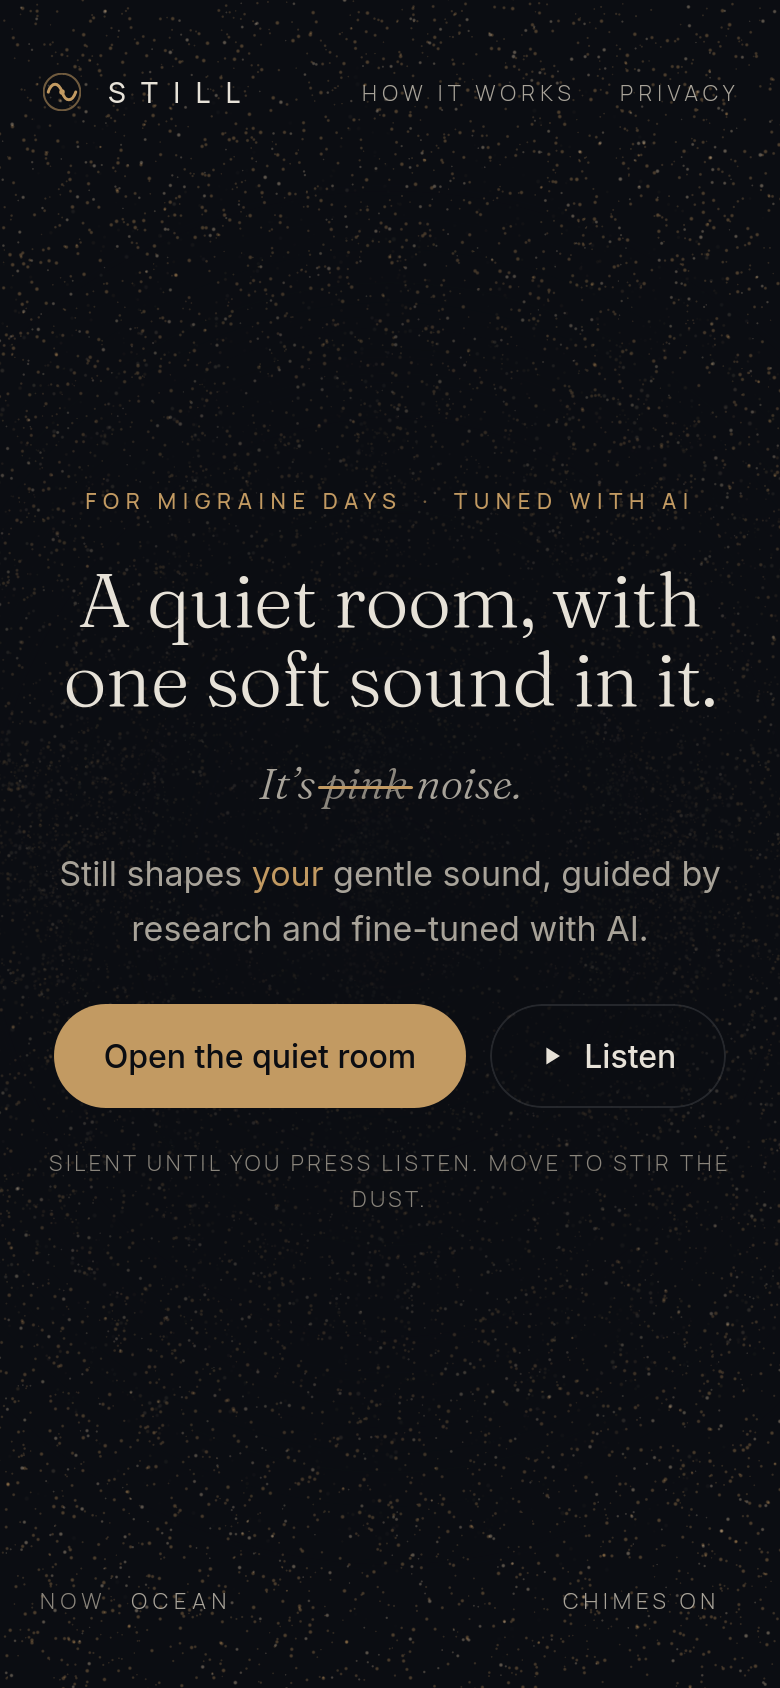 STILL
HOW IT WORKS
PRIVACY
FOR MIGRAINE DAYS · TUNED WITH AI
A quiet room, with
one soft sound in it.
It’s pink noise.
Still shapes your gentle sound, guided by
research and fine-tuned with AI.
Open the quiet room
Listen
SILENT UNTIL YOU PRESS LISTEN. MOVE TO STIR THE
DUST.
NOW OCEAN
CHIMES ON